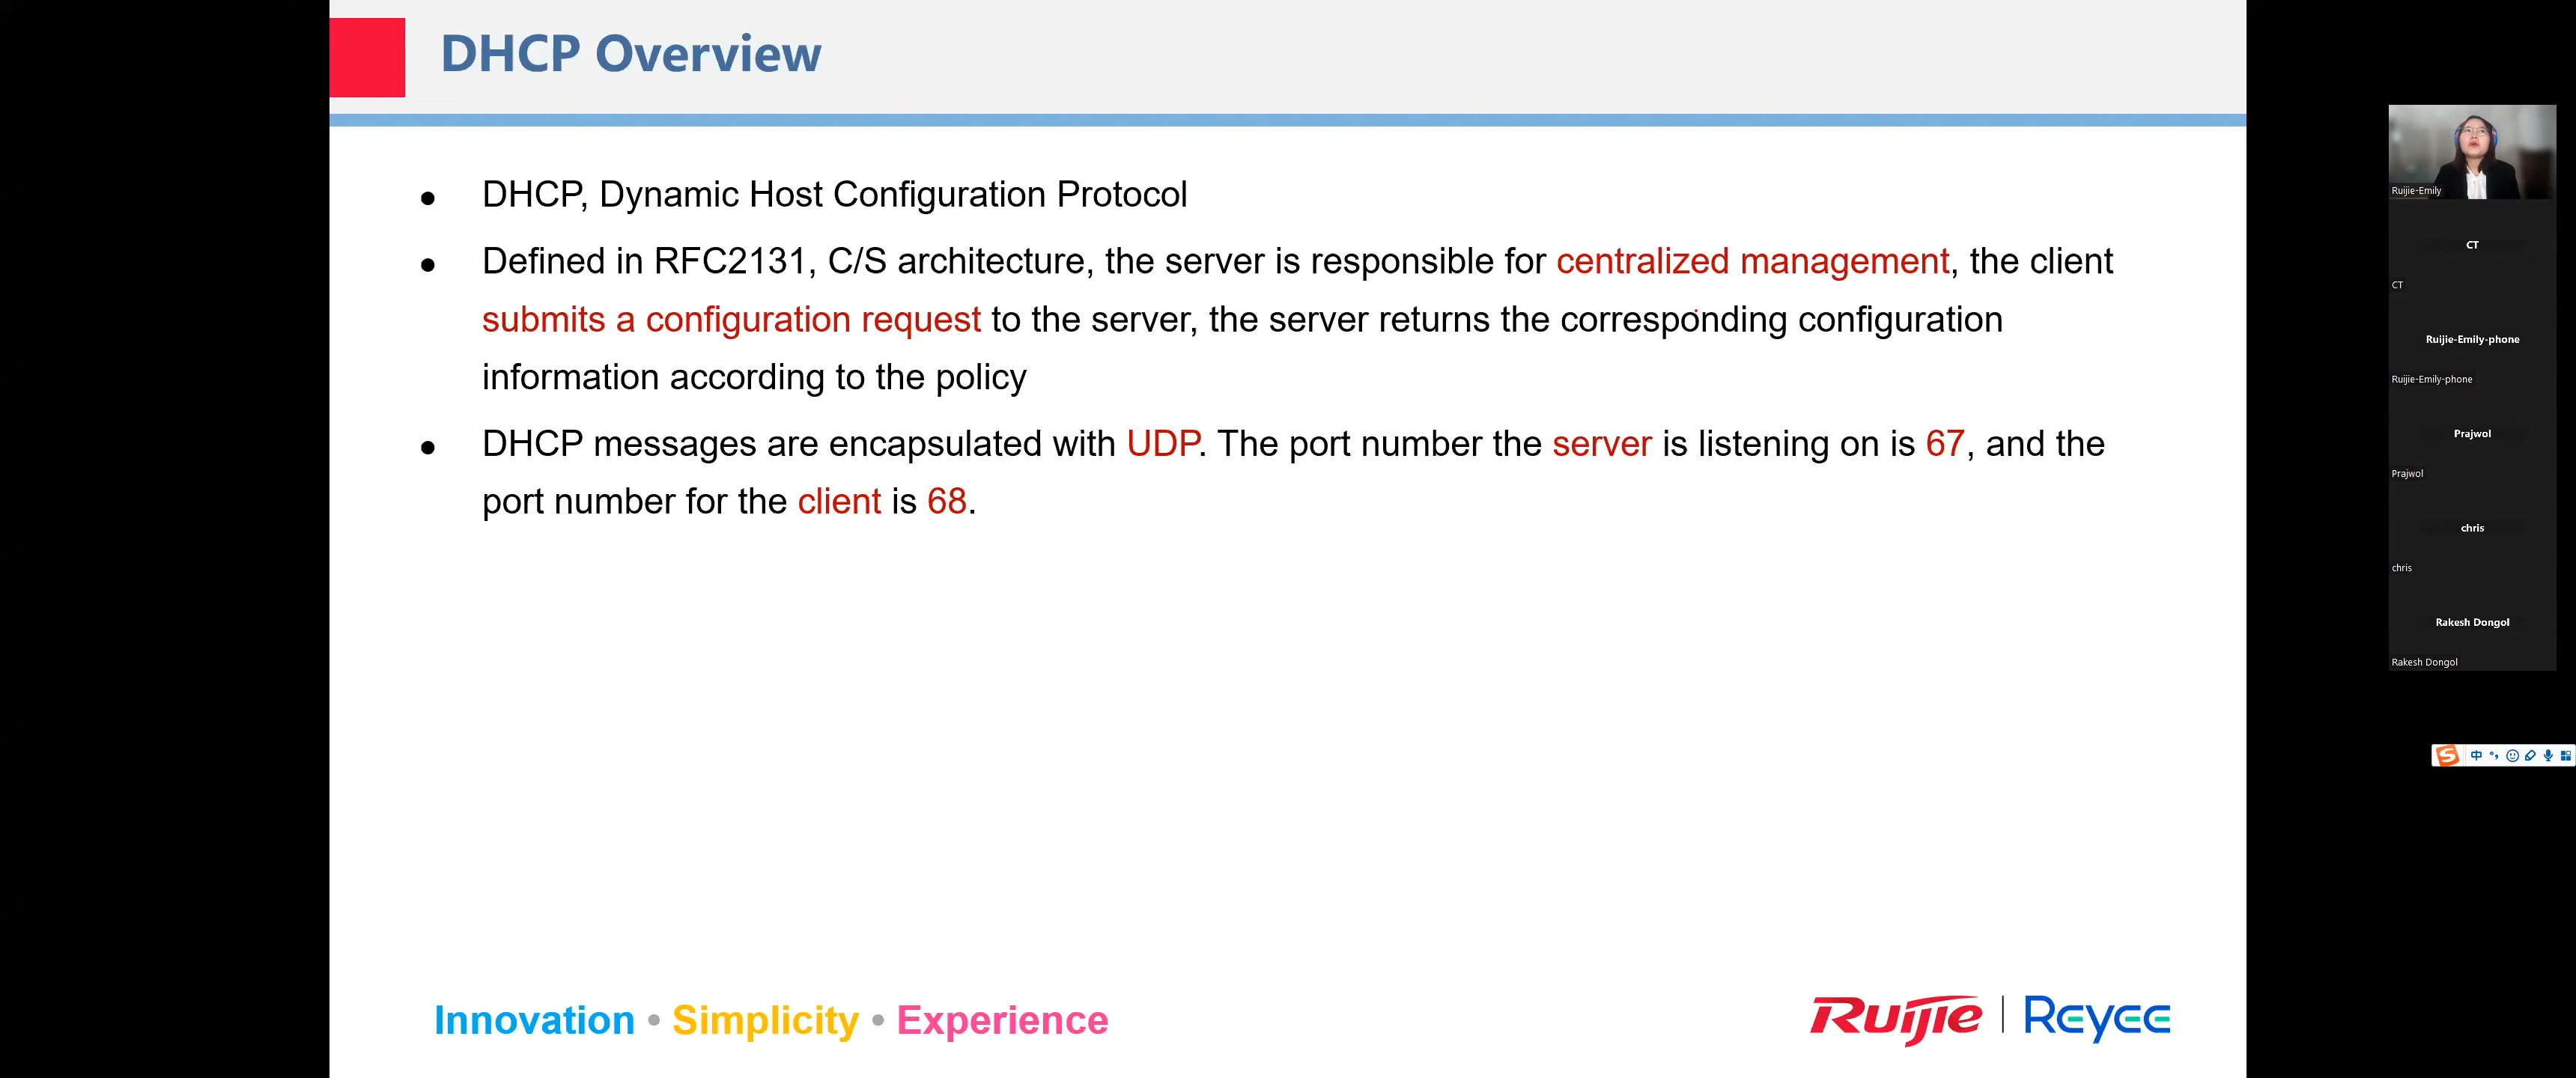 DHCP Overview
DHCP, Dynamic Host Configuration Protocol
Defined in RFC2131, C/S architecture, the server is responsible for centralized management, the client
submits a configuration request to the server, the server returns the corresponding configuration
information according to the policy
DHCP messages are encapsulated with UDP. The port number the server is listening on is 67, and the
port number for the client is 68.
Innovation • Simplicity • Experience
Ruijie | Reyee
Ruijie-Emily
CT
CT
Ruijie-Emily-phone
Ruijie-Emily-phone
Prajwol
Prajwol
chris
chris
Rakesh Dongol
Rakesh Dongol
S 中